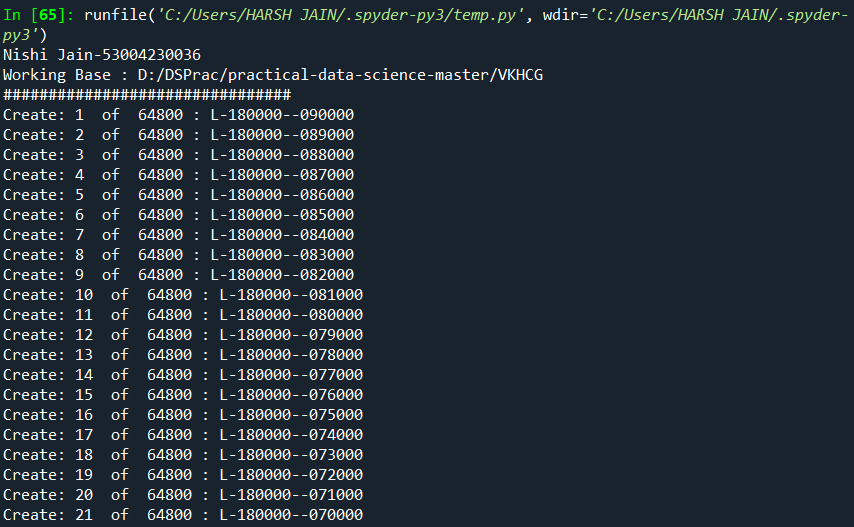 In [65]: runfile('C:/Users/HARSH JAIN/.spyder-py3/temp.py', wdir='C:/Users/HARSH JAIN/.spyder-
py3')
Nishi Jain-53004230036
Working Base : D:/DSPrac/practical-data-science-master/VKHCG
################################
Create: 1  of  64800 : L-180000--090000
Create: 2  of  64800 : L-180000--089000
Create: 3  of  64800 : L-180000--088000
Create: 4  of  64800 : L-180000--087000
Create: 5  of  64800 : L-180000--086000
Create: 6  of  64800 : L-180000--085000
Create: 7  of  64800 : L-180000--084000
Create: 8  of  64800 : L-180000--083000
Create: 9  of  64800 : L-180000--082000
Create: 10  of  64800 : L-180000--081000
Create: 11  of  64800 : L-180000--080000
Create: 12  of  64800 : L-180000--079000
Create: 13  of  64800 : L-180000--078000
Create: 14  of  64800 : L-180000--077000
Create: 15  of  64800 : L-180000--076000
Create: 16  of  64800 : L-180000--075000
Create: 17  of  64800 : L-180000--074000
Create: 18  of  64800 : L-180000--073000
Create: 19  of  64800 : L-180000--072000
Create: 20  of  64800 : L-180000--071000
Create: 21  of  64800 : L-180000--070000